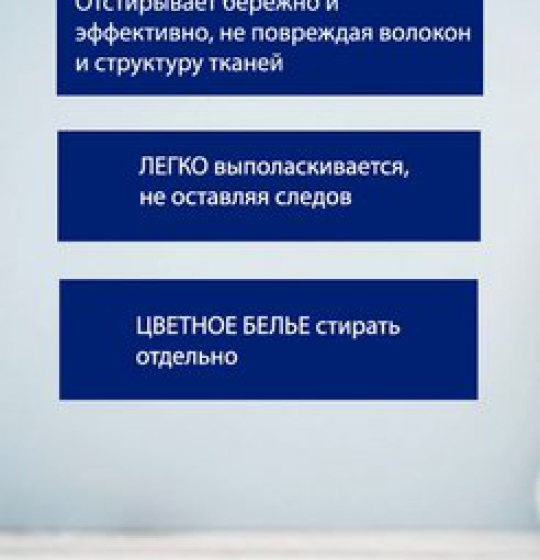 Отстирывает бережно и
эффективно, не повреждая волокон
и структуру тканей
ЛЕГКО выполаскивается,
не оставляя следов
ЦВЕТНОЕ БЕЛЬЕ стирать
отдельно